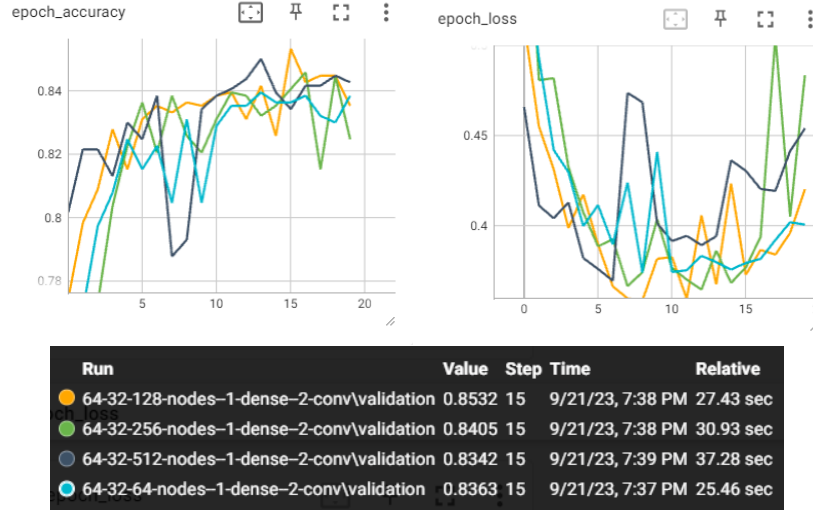 epoch_accuracy
0.84
0.82
0.8
0.78
5 10 15 20
epoch_loss
0.45
0.4
0 5 10 15
Run Value Step Time Relative
64-32-128-nodes--1-dense--2-conv\validation 0.8532 15 9/21/23, 7:38 PM 27.43 sec
64-32-256-nodes--1-dense--2-conv\validation 0.8405 15 9/21/23, 7:38 PM 30.93 sec
64-32-512-nodes--1-dense--2-conv\validation 0.8342 15 9/21/23, 7:39 PM 37.28 sec
64-32-64-nodes--1-dense--2-conv\validation 0.8363 15 9/21/23, 7:37 PM 25.46 sec